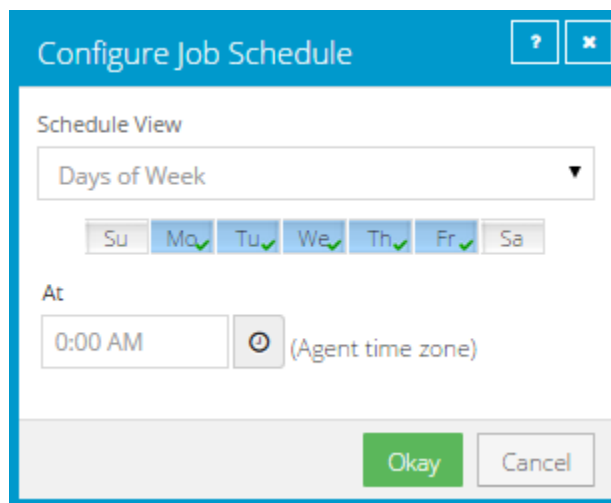 Configure Job Schedule ? ×
Schedule View
Days of Week
Su Mo Tu We Th Fr Sa
At
0:00 AM (Agent time zone)
Okay Cancel